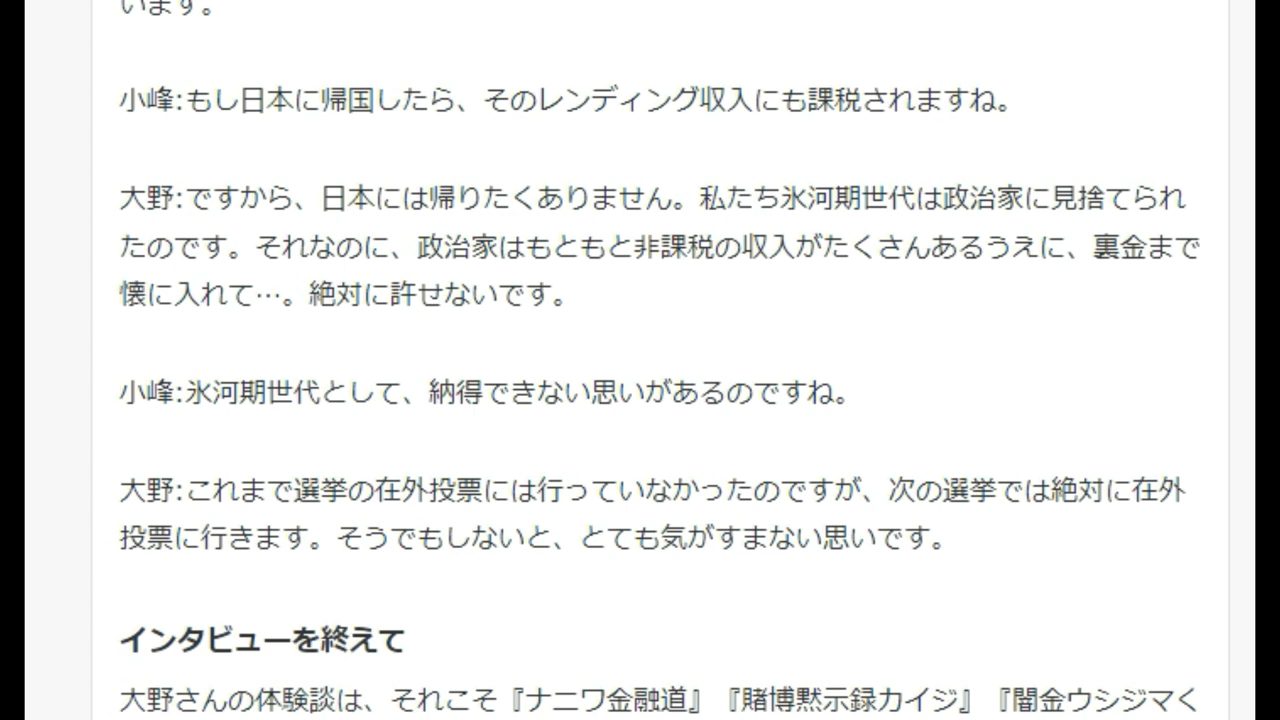 います。
小峰:もし日本に帰国したら、そのレンディング収入にも課税されますね。
大野:ですから、日本には帰りたくありません。私たち氷河期世代は政治家に見捨てられ
たのです。それなのに、政治家はもともと非課税の収入がたくさんあるうえに、裏金まで
懐に入れて…。絶対に許せないです。
小峰:氷河期世代として、納得できない思いがあるのですね。
大野:これまで選挙の在外投票には行っていなかったのですが、次の選挙では絶対に在外
投票に行きます。そうでもしないと、とても気がすまない思いです。
インタビューを終えて
大野さんの体験談は、それこそ『ナニワ金融道』『賭博黙示録カイジ』『闇金ウシジマく